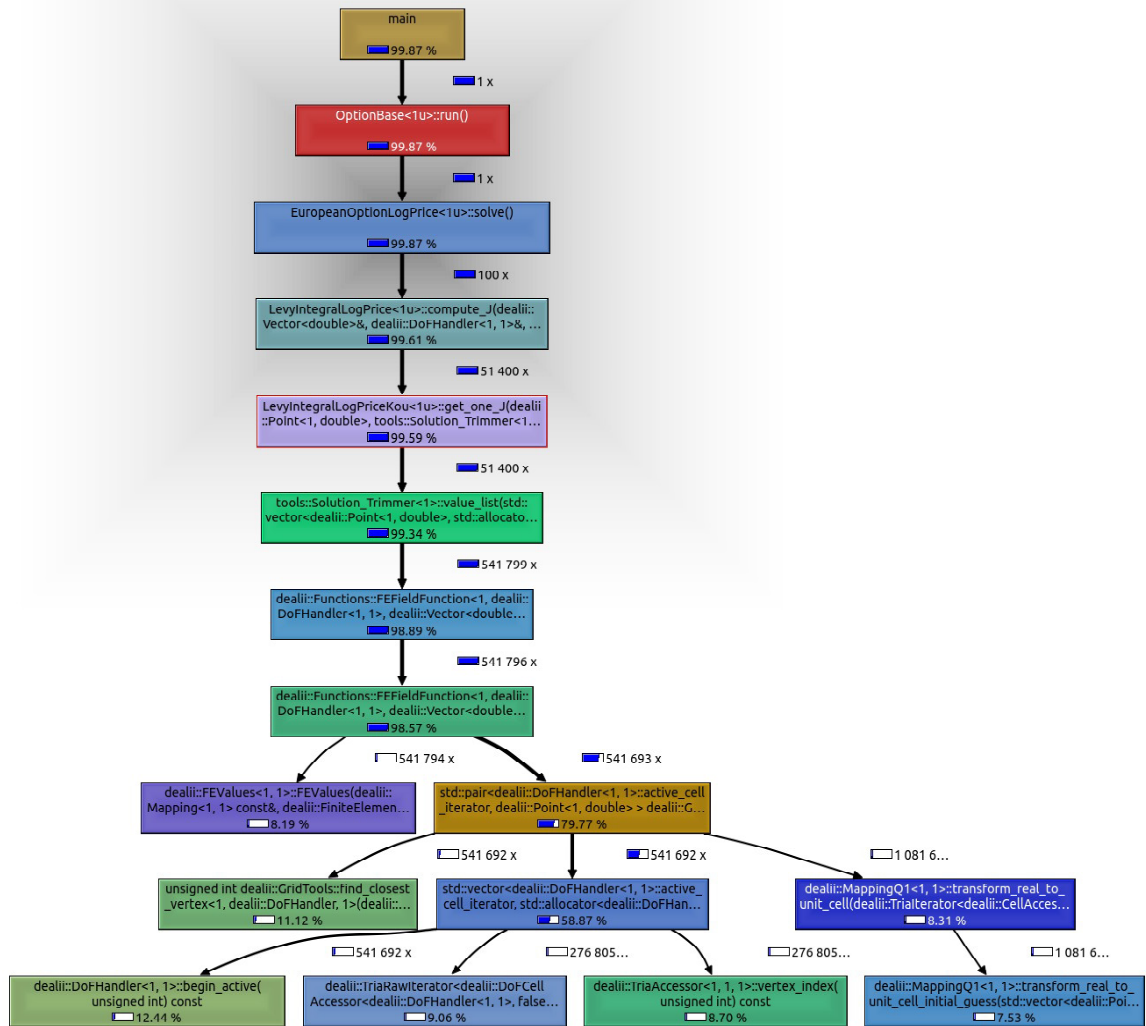 main
99.87 %
1 x
OptionBase<1u>::run()
99.87 %
1 x
EuropeanOptionLogPrice<1u>::solve()
99.87 %
100 x
LevyIntegralLogPrice<1u>::compute_J(dealii::
Vector<double>&, dealii::DoFHandler<1, 1>&, ...
99.61 %
51 400 x
LevyIntegralLogPriceKou<1u>::get_one_J(dealii
::Point<1, double>, tools::Solution_Trimmer<1...
99.59 %
51 400 x
tools::Solution_Trimmer<1>::value_list(std::
vector<dealii::Point<1, double>, std::allocato...
99.34 %
541 799 x
dealii::Functions::FEFieldFunction<1, dealii::
DoFHandler<1, 1>, dealii::Vector<double...
98.89 %
541 796 x
dealii::Functions::FEFieldFunction<1, dealii::
DoFHandler<1, 1>, dealii::Vector<double...
98.57 %
541 794 x
541 693 x
dealii::FEValues<1, 1>::FEValues(dealii::
Mapping<1, 1> const&, dealii::FiniteElemen...
8.19 %
std::pair<dealii::DoFHandler<1, 1>::active_cell
_iterator, dealii::Point<1, double> > dealii::G...
79.77 %
541 692 x
541 692 x
1 081 6...
unsigned int dealii::GridTools::find_closest
_vertex<1, dealii::DoFHandler, 1>(dealii::...
11.12 %
std::vector<dealii::DoFHandler<1, 1>::active_
cell_iterator, std::allocator<dealii::DoFHan...
58.87 %
dealii::MappingQ1<1, 1>::transform_real_to_
unit_cell(dealii::TriaIterator<dealii::CellAcces...
8.31 %
541 692 x
276 805...
276 805...
1 081 6...
dealii::DoFHandler<1, 1>::begin_active(
unsigned int) const
12.44 %
dealii::TriaRawIterator<dealii::DoFCell
Accessor<dealii::DoFHandler<1, 1>, false...
9.06 %
dealii::TriaAccessor<1, 1, 1>::vertex_index(
unsigned int) const
8.70 %
dealii::MappingQ1<1, 1>::transform_real_to_
unit_cell_initial_guess(std::vector<dealii::Poi...
7.53 %